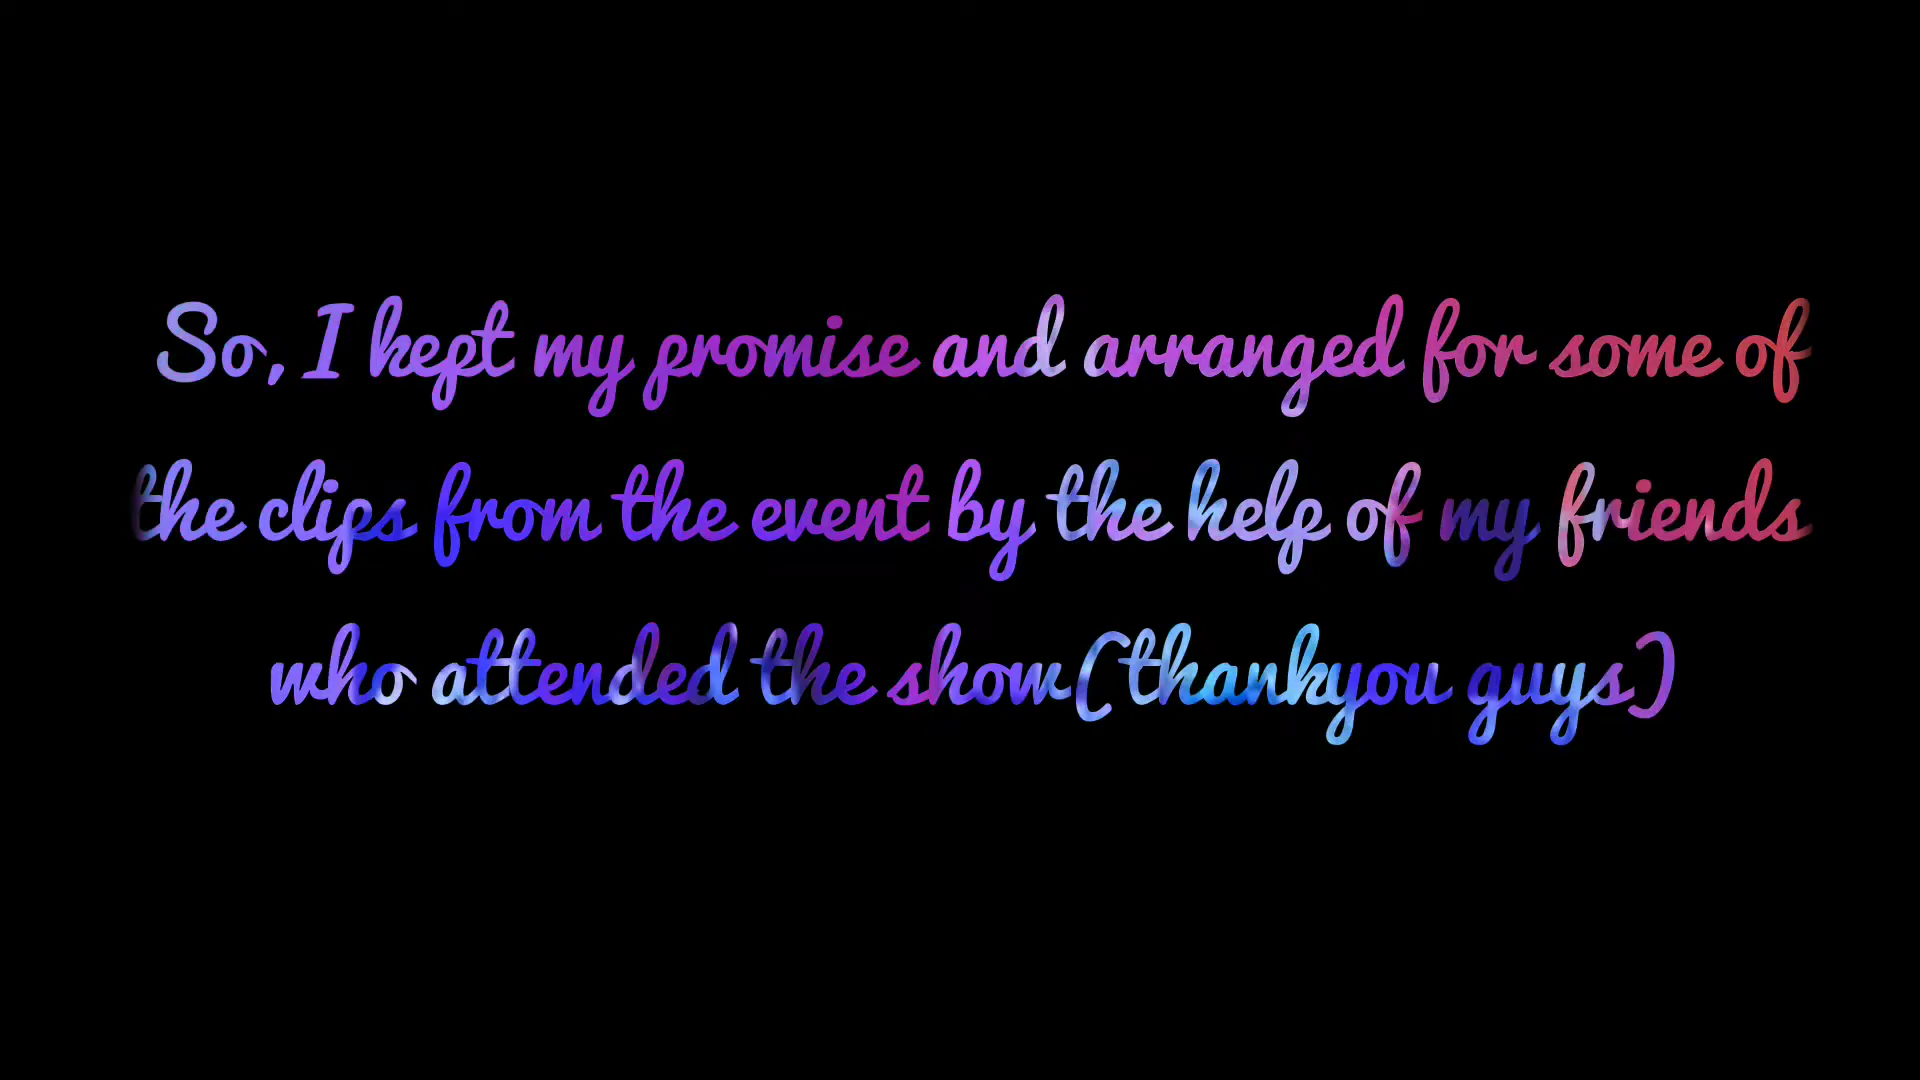 So, I kept my promise and arranged for some of
the clips from the event by the help of my friends
who attended the show(thankyou guys)